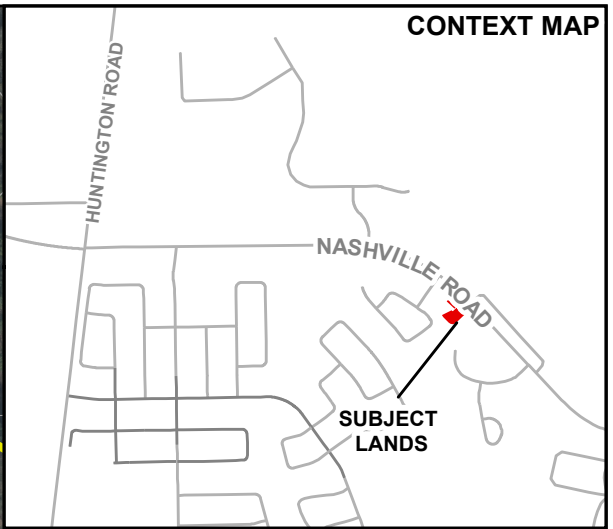 CONTEXT MAP
HUNTINGTON ROAD
NASHVILLE ROAD
SUBJECT
LANDS